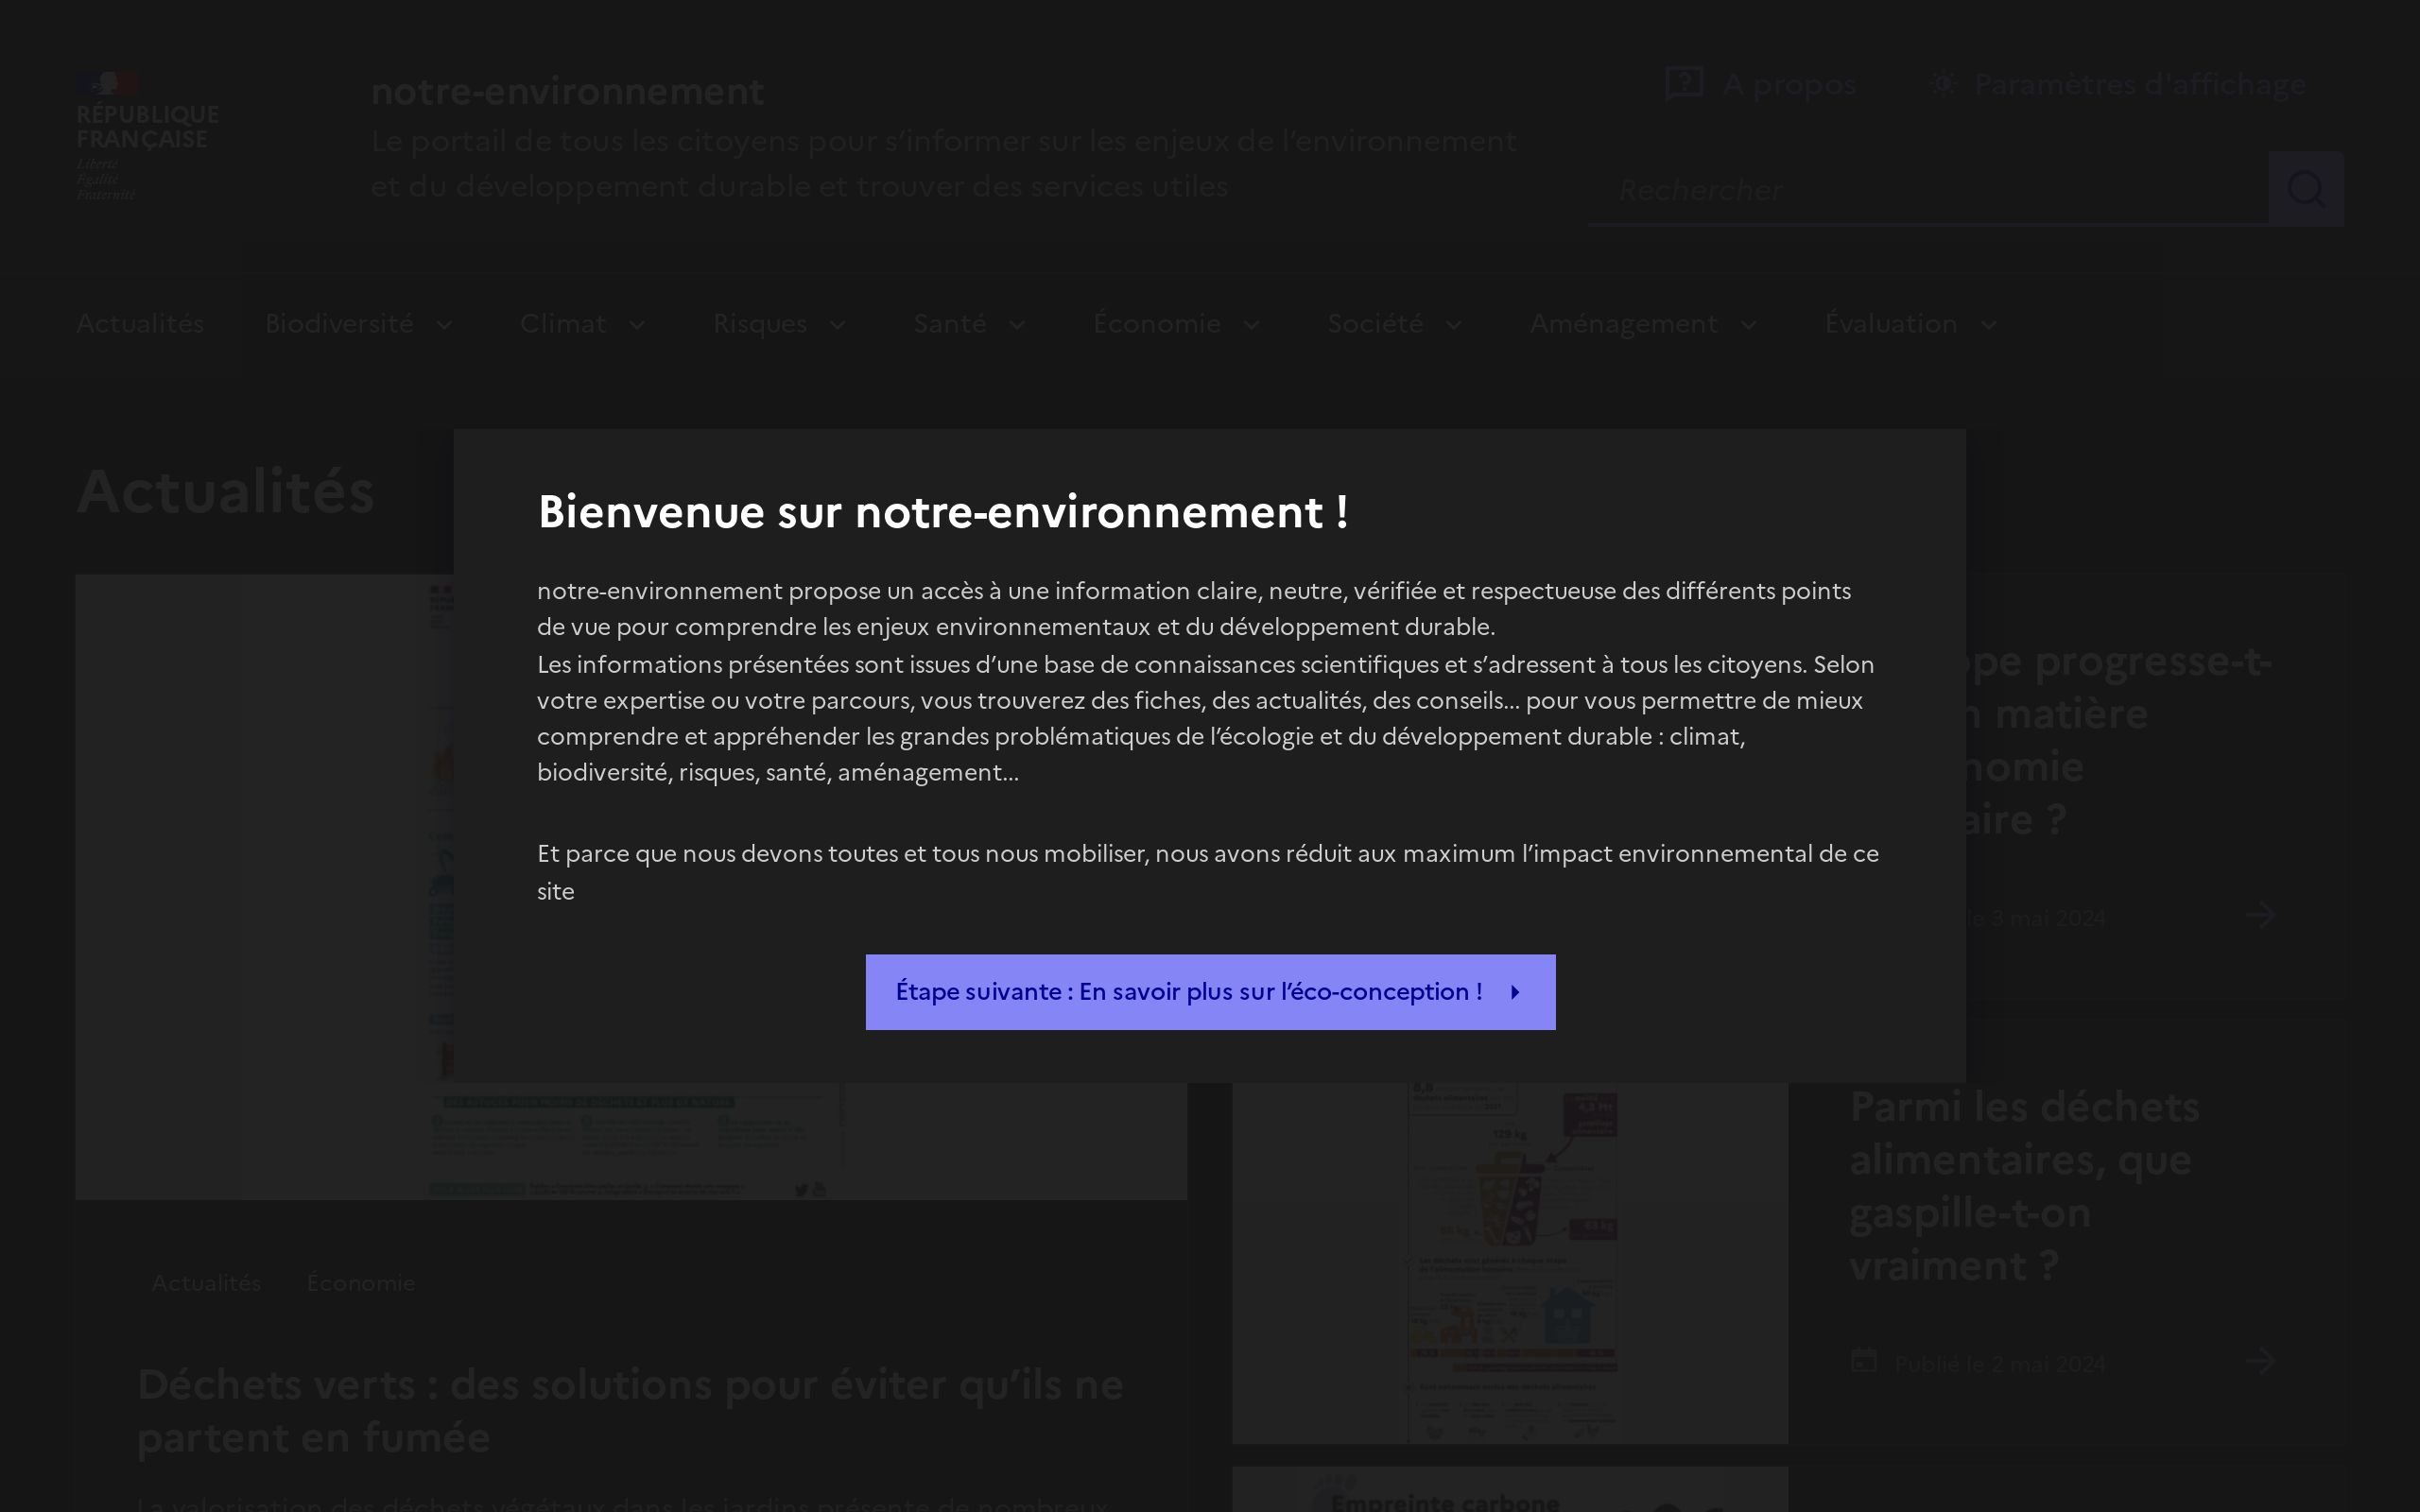 RÉPUBLIQUE
FRANÇAISE
Liberté
Égalité
Fraternité
notre-environnement
Le portail de tous les citoyens pour s’informer sur les enjeux de l’environnement
et du développement durable et trouver des services utiles
A propos
Paramètres d'affichage
Rechercher
Actualités
Biodiversité
Climat
Risques
Santé
Économie
Société
Aménagement
Évaluation
Actualités
Bienvenue sur notre-environnement !
notre-environnement propose un accès à une information claire, neutre, vérifiée et respectueuse des différents points
de vue pour comprendre les enjeux environnementaux et du développement durable.
Les informations présentées sont issues d’une base de connaissances scientifiques et s’adressent à tous les citoyens. Selon
votre expertise ou votre parcours, vous trouverez des fiches, des actualités, des conseils... pour vous permettre de mieux
comprendre et appréhender les grandes problématiques de l’écologie et du développement durable : climat,
biodiversité, risques, santé, aménagement...
Et parce que nous devons toutes et tous nous mobiliser, nous avons réduit aux maximum l’impact environnemental de ce
site
Étape suivante : En savoir plus sur l’éco-conception !
progresse-t-
matière
?
le 3 mai 2024
Actualités
Économie
Déchets verts : des solutions pour éviter qu’ils ne
partent en fumée
La valorisation des déchets végétaux dans les jardins présente de nombreux
Parmi les déchets
alimentaires, que
gaspille-t-on
vraiment ?
Publié le 2 mai 2024
Empreinte carbone